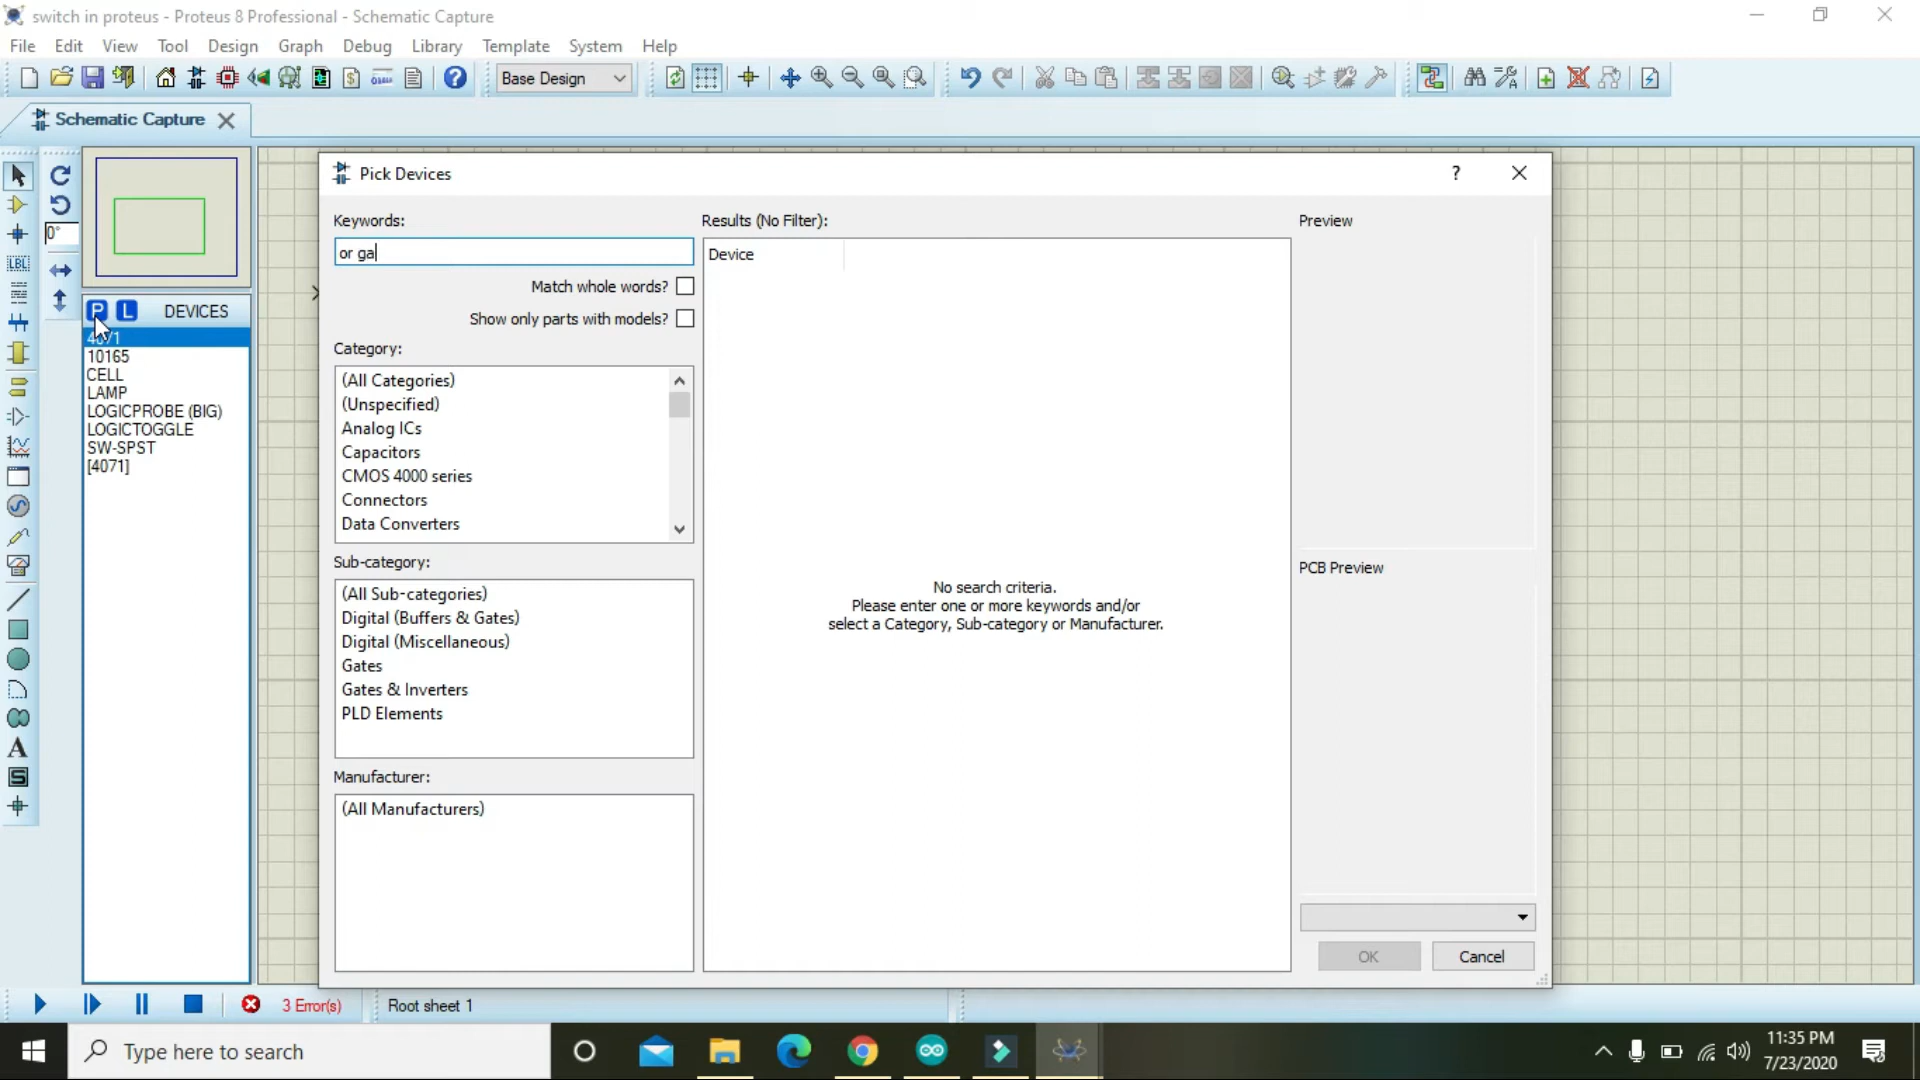 switch in proteus - Proteus 8 Professional - Schematic Capture
File Edit View Tool Design Graph Debug Library Template System Help
Base Design
Schematic Capture
Pick Devices
?
Keywords:
or ga
Match whole words?
Show only parts with models?
Category:
(All Categories)
(Unspecified)
Analog ICs
Capacitors
CMOS 4000 series
Connectors
Data Converters
Sub-category:
(All Sub-categories)
Digital (Buffers & Gates)
Digital (Miscellaneous)
Gates
Gates & Inverters
PLD Elements
Manufacturer:
(All Manufacturers)
Results (No Filter):
Device
No search criteria.
Please enter one or more keywords and/or
select a Category, Sub-category or Manufacturer.
Preview
PCB Preview
OK Cancel
0°
LBL
A
S
P L DEVICES
4071
10165
CELL
LAMP
LOGICPROBE (BIG)
LOGICTOGGLE
SW-SPST
[4071]
3 Error(s)
Root sheet 1
Type here to search
11:35 PM
7/23/2020